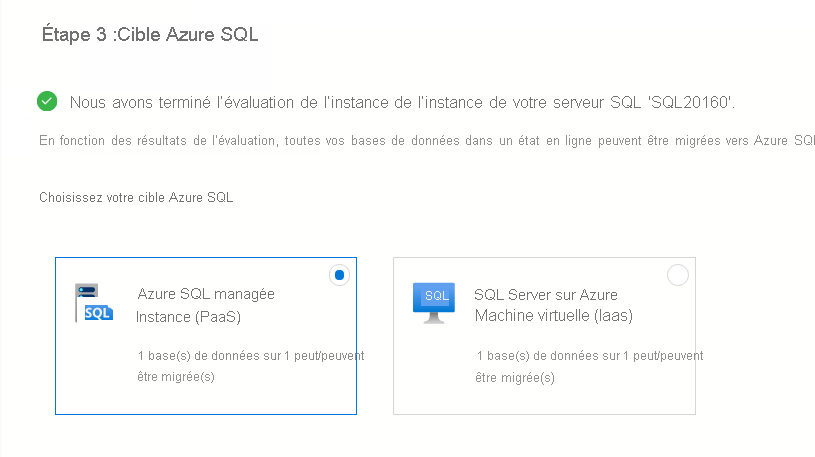 Étape 3 :Cible Azure SQL
Nous avons terminé l'évaluation de l'instance de l'instance de votre serveur SQL 'SQL20160'.
En fonction des résultats de l'évaluation, toutes vos bases de données dans un état en ligne peuvent être migrées vers Azure SQL
Choisissez votre cible Azure SQL
SQL
Azure SQL managée
Instance (PaaS)
1 base(s) de données sur 1 peut/peuvent
être migrée(s)
SQL
SQL Server sur Azure
Machine virtuelle (Iaas)
1 base(s) de données sur 1 peut/peuvent
être migrée(s)